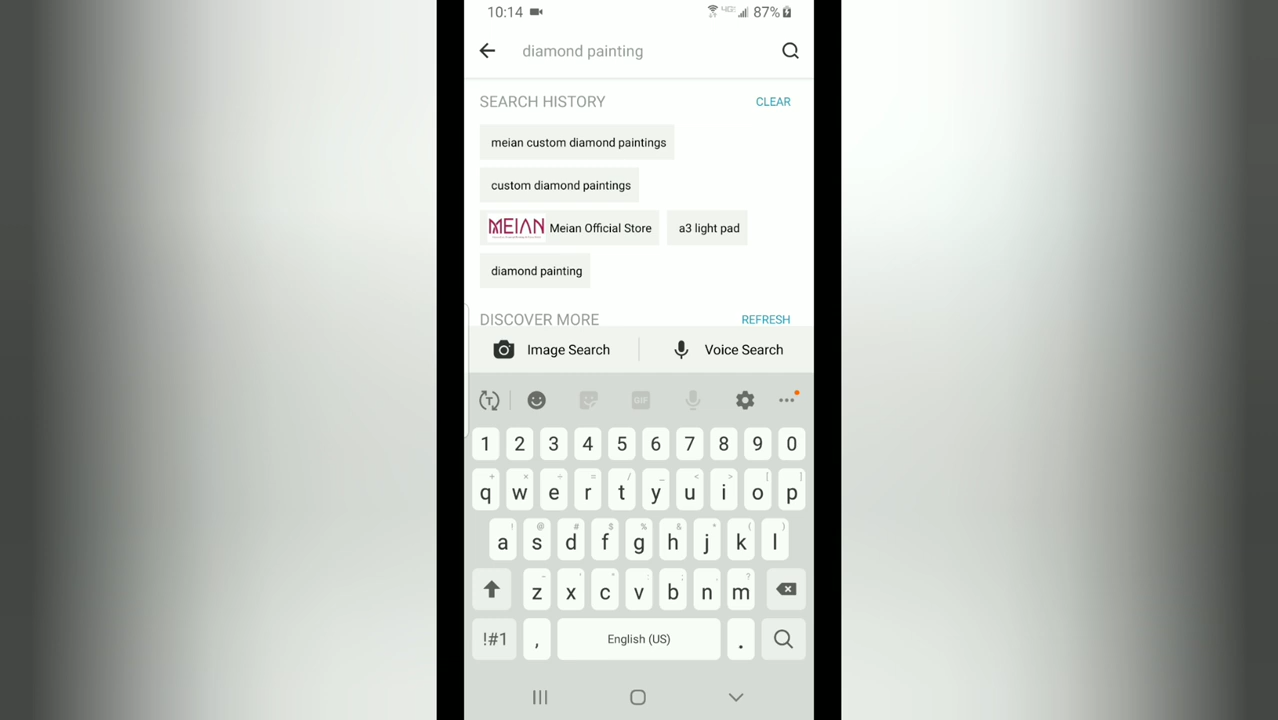 10:14 87%
diamond painting
SEARCH HISTORY CLEAR
meian custom diamond paintings
custom diamond paintings
MEIAN Meian Official Store a3 light pad
diamond painting
DISCOVER MORE REFRESH
Image Search Voice Search
T GIF
1 2 3 4 5 6 7 8 9 0
q w e r t y u i o p
a s d f g h j k l
z x c v b n m
!#1 , English (US) .